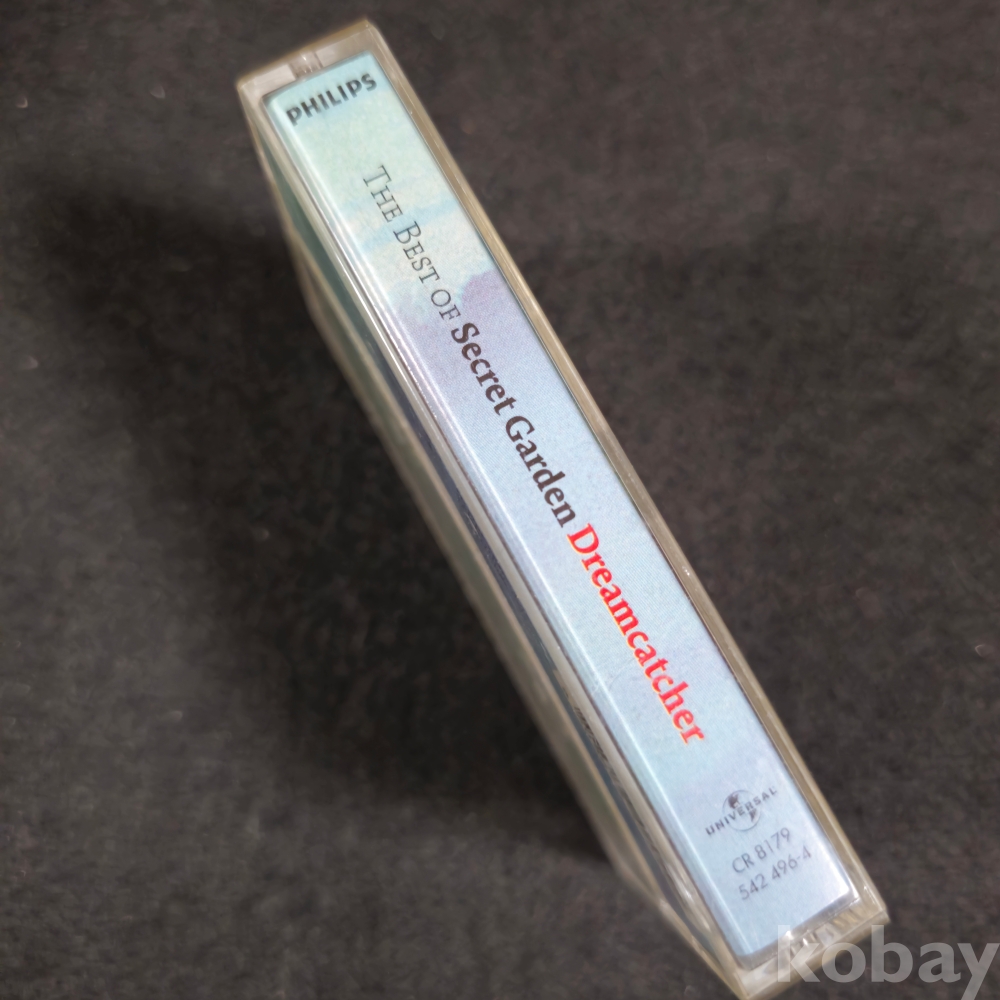 PHILIPS
THE BEST OF Secret Garden Dreamcatcher
UNIVERSAL
CR 8179
542 496-4
kobay